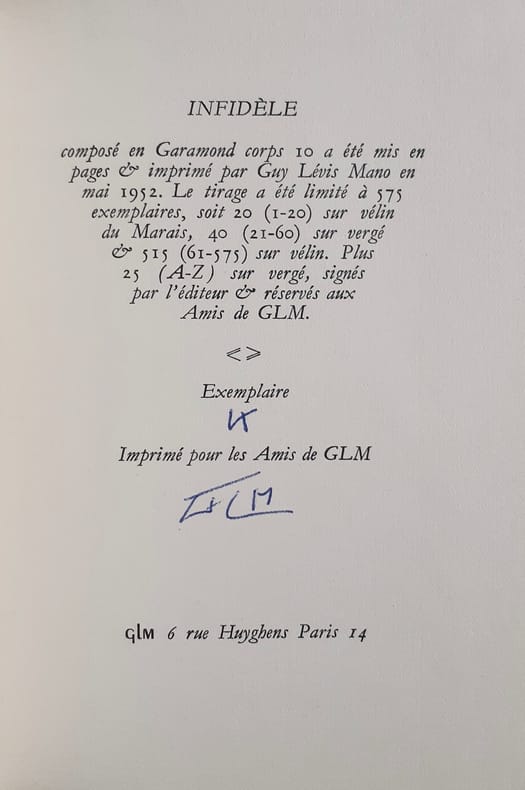 INFIDÈLE
composé en Garamond corps 10 a été mis en
pages & imprimé par Guy Lévis Mano en
mai 1952. Le tirage a été limité à 575
exemplaires, soit 20 (1-20) sur vélin
du Marais, 40 (21-60) sur vergé
& 515 (61-575) sur vélin. Plus
25 (A-Z) sur vergé, signés
par l'éditeur & réservés aux
Amis de GLM.
<>
Exemplaire
Imprimé pour les Amis de GLM
GLM 6 rue Huyghens Paris 14